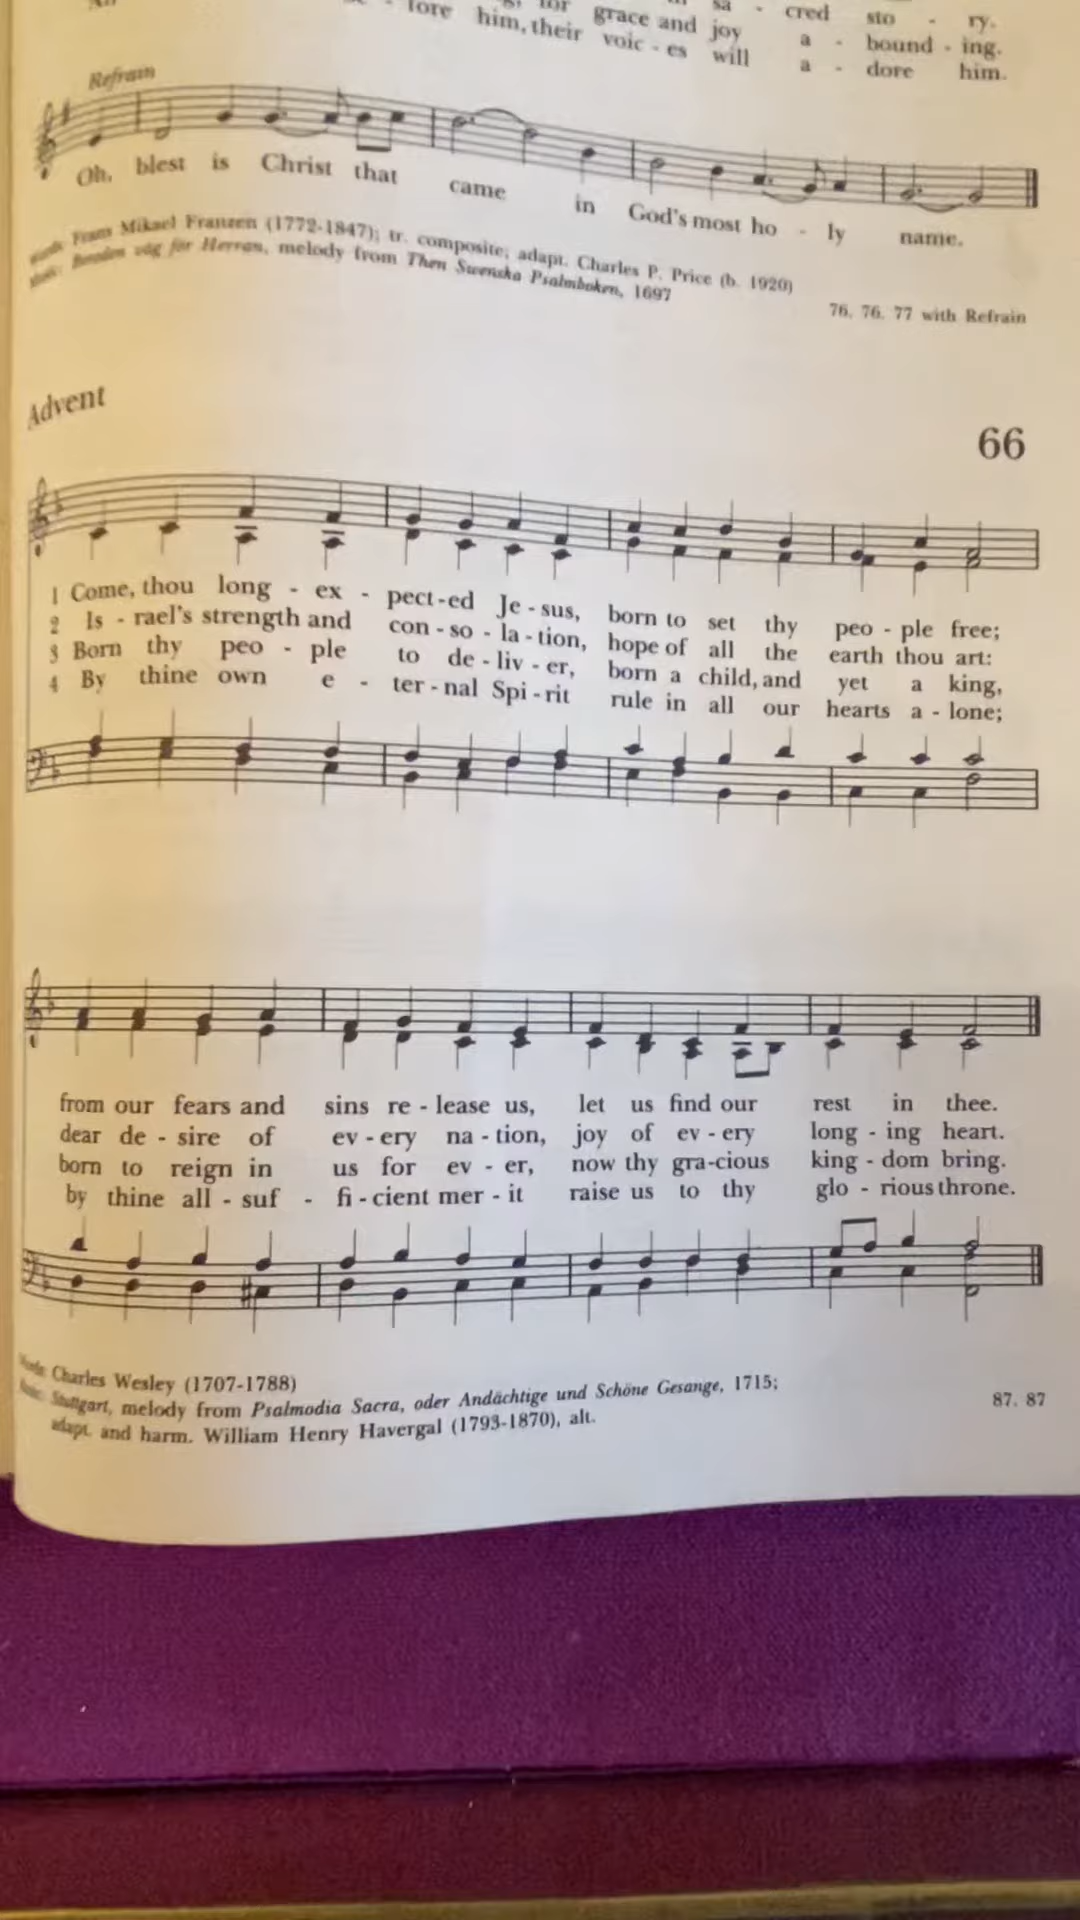 sa - cred sto - ry.
for grace and joy a - bound - ing.
fore him, their voic - es will a - dore him.
Refrain
Oh, blest is Christ that came in God's most ho - ly name.
Words: Frans Mikael Franzen (1772-1847); tr. composite; adapt. Charles P. Price (b. 1920)
Music: Bereden väg för Herran, melody from Then Swenska Psalmboken, 1697
76. 76. 77 with Refrain
Advent
66
1 Come, thou long - ex - pect - ed Je - sus, born to set thy peo - ple free;
2 Is - rael's strength and con - so - la - tion, hope of all the earth thou art:
3 Born thy peo - ple to de - liv - er, born a child, and yet a king,
4 By thine own e - ter - nal Spi - rit rule in all our hearts a - lone;
from our fears and sins re - lease us, let us find our rest in thee.
dear de - sire of ev - ery na - tion, joy of ev - ery long - ing heart.
born to reign in us for ev - er, now thy gra - cious king - dom bring.
by thine all - suf - fi - cient mer - it raise us to thy glo - rious throne.
Words: Charles Wesley (1707-1788)
Music: Stuttgart, melody from Psalmodia Sacra, oder Andächtige und Schöne Gesange, 1715;
adapt. and harm. William Henry Havergal (1793-1870), alt.
87. 87